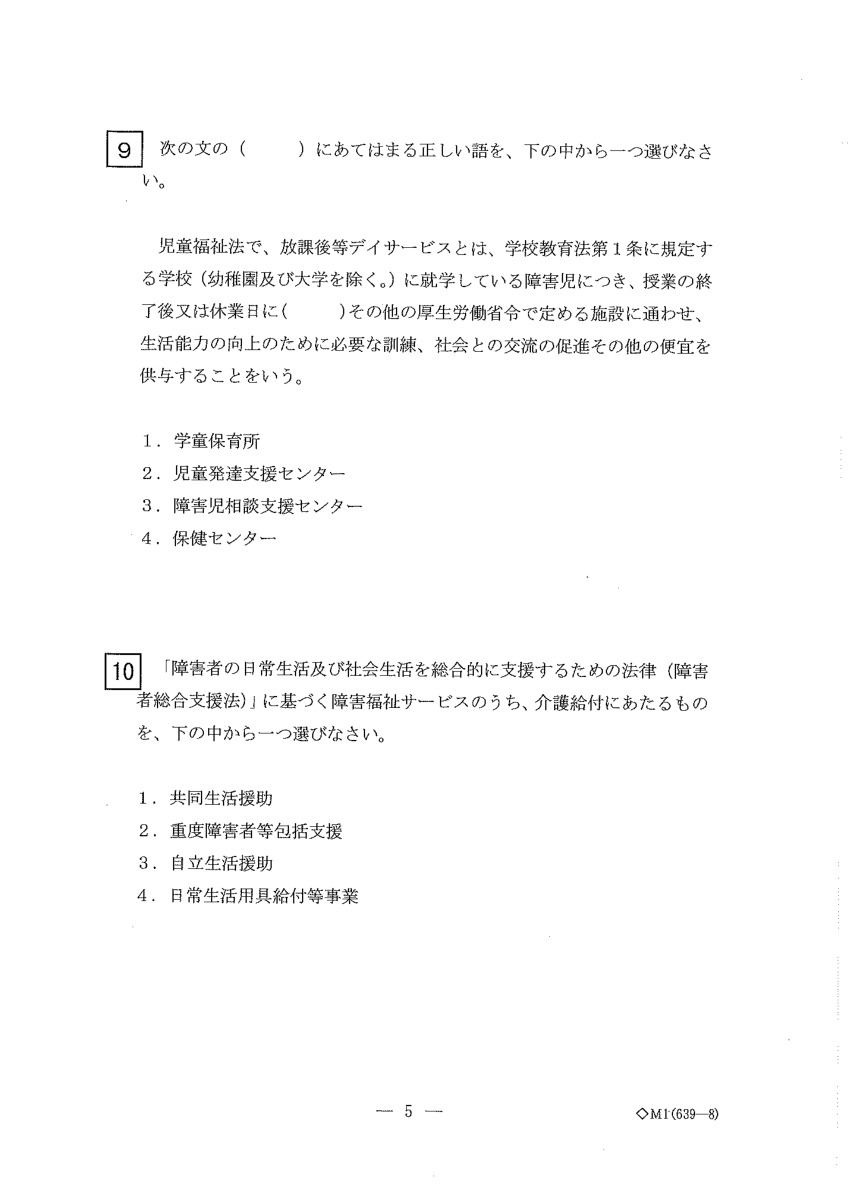 9 次の文の（　　　）にあてはまる正しい語を、下の中から一つ選びなさ
い。
児童福祉法で、放課後等デイサービスとは、学校教育法第１条に規定す
る学校（幼稚園及び大学を除く。）に就学している障害児につき、授業の終
了後又は休業日に(　　　)その他の厚生労働省令で定める施設に通わせ、
生活能力の向上のために必要な訓練、社会との交流の促進その他の便宜を
供与することをいう。
１．学童保育所
２．児童発達支援センター
３．障害児相談支援センター
４．保健センター
10 「障害者の日常生活及び社会生活を総合的に支援するための法律（障害
者総合支援法）」に基づく障害福祉サービスのうち、介護給付にあたるもの
を、下の中から一つ選びなさい。
１．共同生活援助
２．重度障害者等包括支援
３．自立生活援助
４．日常生活用具給付等事業
— 5 —
◇M1(639—8)